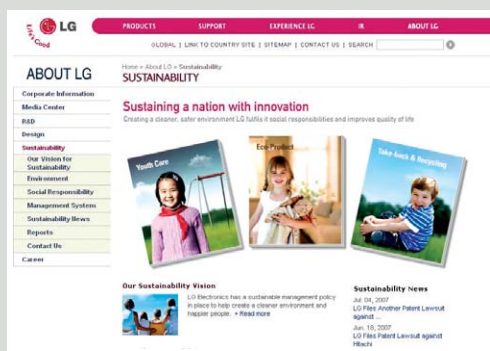 Life's Good
LG
PRODUCTS SUPPORT EXPERIENCE LG IR ABOUT LG
GLOBAL | LINK TO COUNTRY SITE | SITEMAP | CONTACT US | SEARCH
ABOUT LG
Corporate Information
Media Center
R&D
Design
Sustainability
Our Vision for
Sustainability
Environment
Social Responsibility
Management System
Sustainability News
Reports
Contact Us
Career
Home > About LG > Sustainability
SUSTAINABILITY
Sustaining a nation with innovation
Creating a cleaner, safer environment LG fulfils it social responsibilities and improves quality of life
Youth Care
Eco-Product
Take-back & Recycling
Our Sustainability Vision
LG Electronics has a sustainable management policy
in place to help create a cleaner environment and
happier people. + Read more
Sustainability News
Jul. 04, 2007
LG Files Another Patent Lawsuit
against ...
Jun. 18, 2007
LG Files Patent Lawsuit against
Hitachi